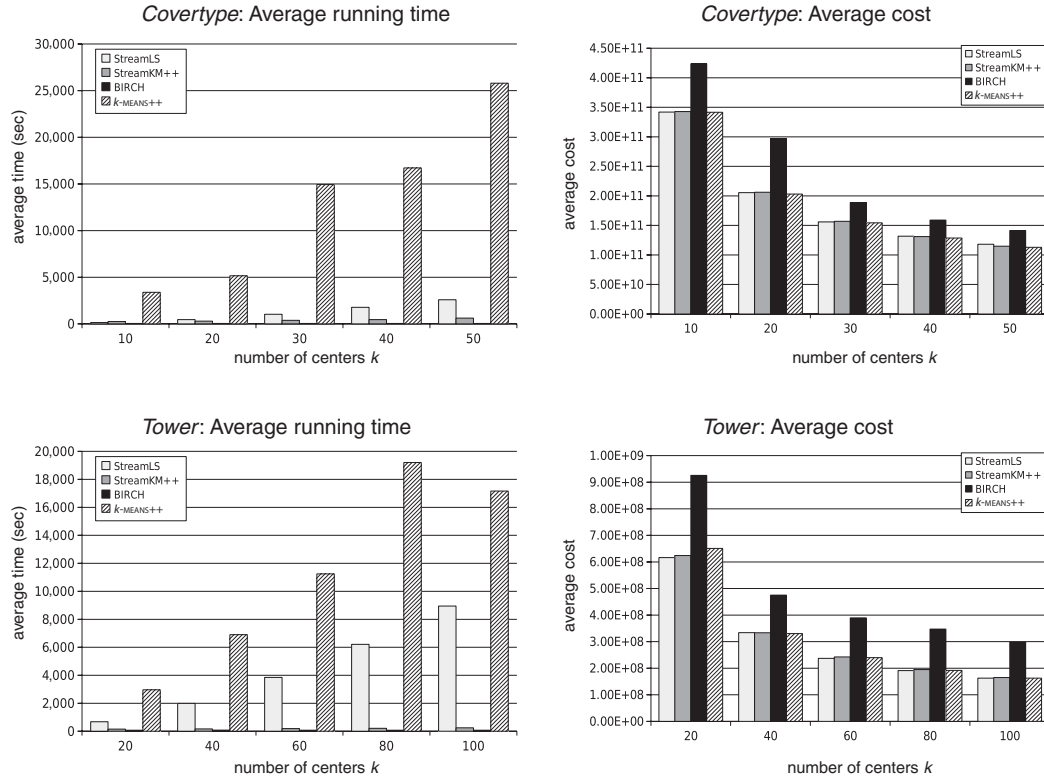 Covertype: Average running time
30,000
25,000
20,000
15,000
10,000
5,000
0
average time (sec)
StreamLS
StreamKM++
BIRCH
k-MEANS++
10 20 30 40 50
number of centers k
Covertype: Average cost
4.50E+11
4.00E+11
3.50E+11
3.00E+11
2.50E+11
2.00E+11
1.50E+11
1.00E+11
5.00E+10
0.00E+00
average cost
StreamLS
StreamKM++
BIRCH
k-MEANS++
10 20 30 40 50
number of centers k
Tower: Average running time
20,000
18,000
16,000
14,000
12,000
10,000
8,000
6,000
4,000
2,000
0
average time (sec)
StreamLS
StreamKM++
BIRCH
k-MEANS++
20 40 60 80 100
number of centers k
Tower: Average cost
1.00E+09
9.00E+08
8.00E+08
7.00E+08
6.00E+08
5.00E+08
4.00E+08
3.00E+08
2.00E+08
1.00E+08
0.00E+00
average cost
StreamLS
StreamKM++
BIRCH
k-MEANS++
20 40 60 80 100
number of centers k